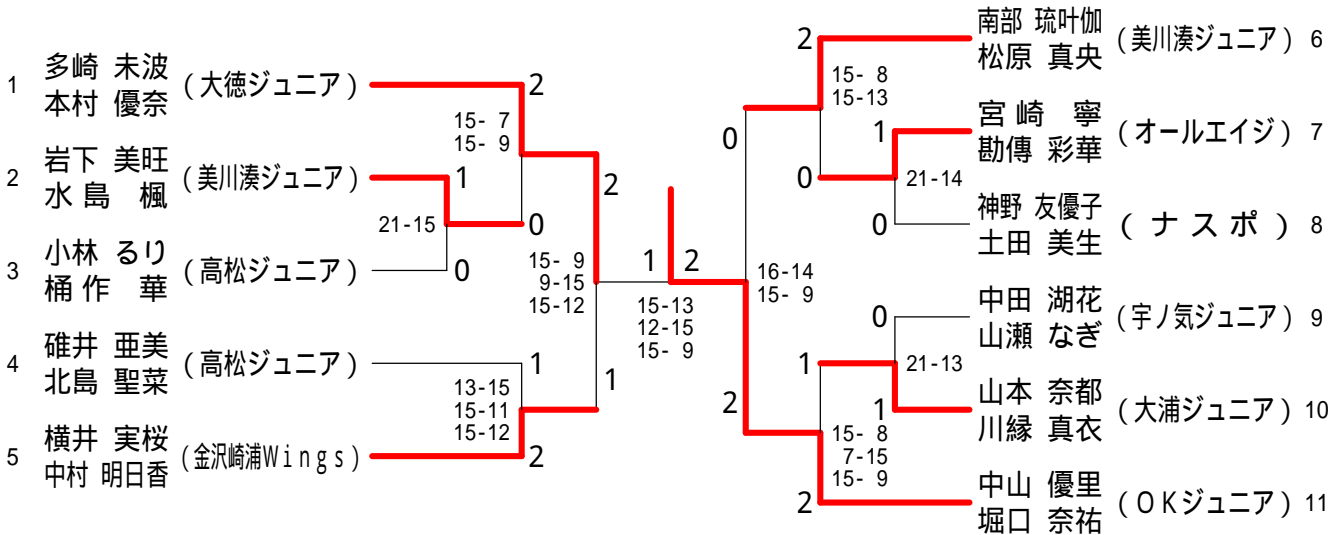 1
多崎 未波
本村 優奈
(大徳ジュニア)
2
岩下 美旺
水島 楓
(美川湊ジュニア)
3
小林 るり
桶作 華
(高松ジュニア)
4
碓井 亜美
北島 聖菜
(高松ジュニア)
5
横井 実桜
中村 明日香
(金沢崎浦Wings)
2
15- 7
15- 9
1
21-15
0
0
2
15- 9
9-15
15-12
1
13-15
15-11
15-12
2
1
1
2
15-13
12-15
15- 9
0
16-14
15- 9
2
2
15- 8
15-13
0
1
21-14
0
0
21-13
1
1
15- 8
7-15
15- 9
2
南部 琉叶伽
松原 真央
(美川湊ジュニア)
6
宮崎 寧
勘傳 彩華
(オールエイジ)
7
神野 友優子
土田 美生
(ナスポ)
8
中田 湖花
山瀬 なぎ
(宇ノ気ジュニア)
9
山本 奈都
川縁 真衣
(大浦ジュニア)
10
中山 優里
堀口 奈祐
(OKジュニア)
11